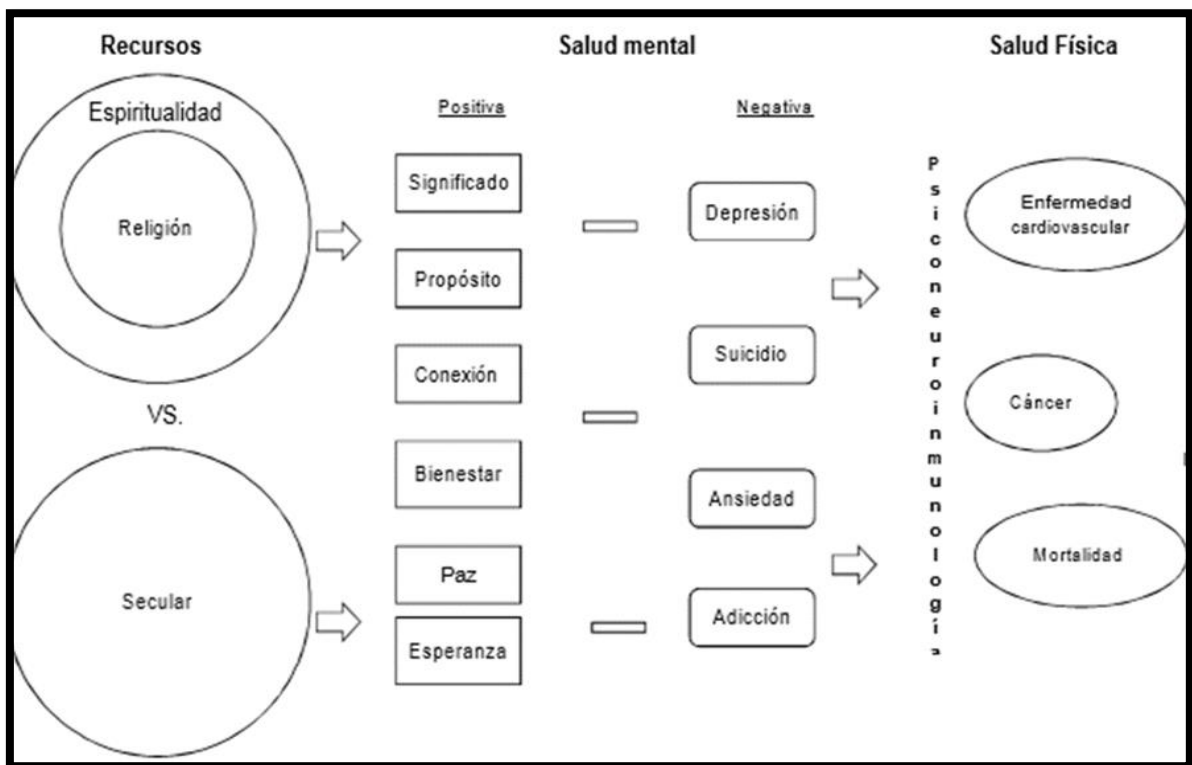 Recursos
Espiritualidad
Religión
VS.
Secular
Salud mental
Positiva
Significado
Propósito
Conexión
Bienestar
Paz
Esperanza
Negativa
Depresión
Suicidio
Ansiedad
Adicción
Psiconeuroinmunología
Salud Física
Enfermedad
cardiovascular
Cáncer
Mortalidad